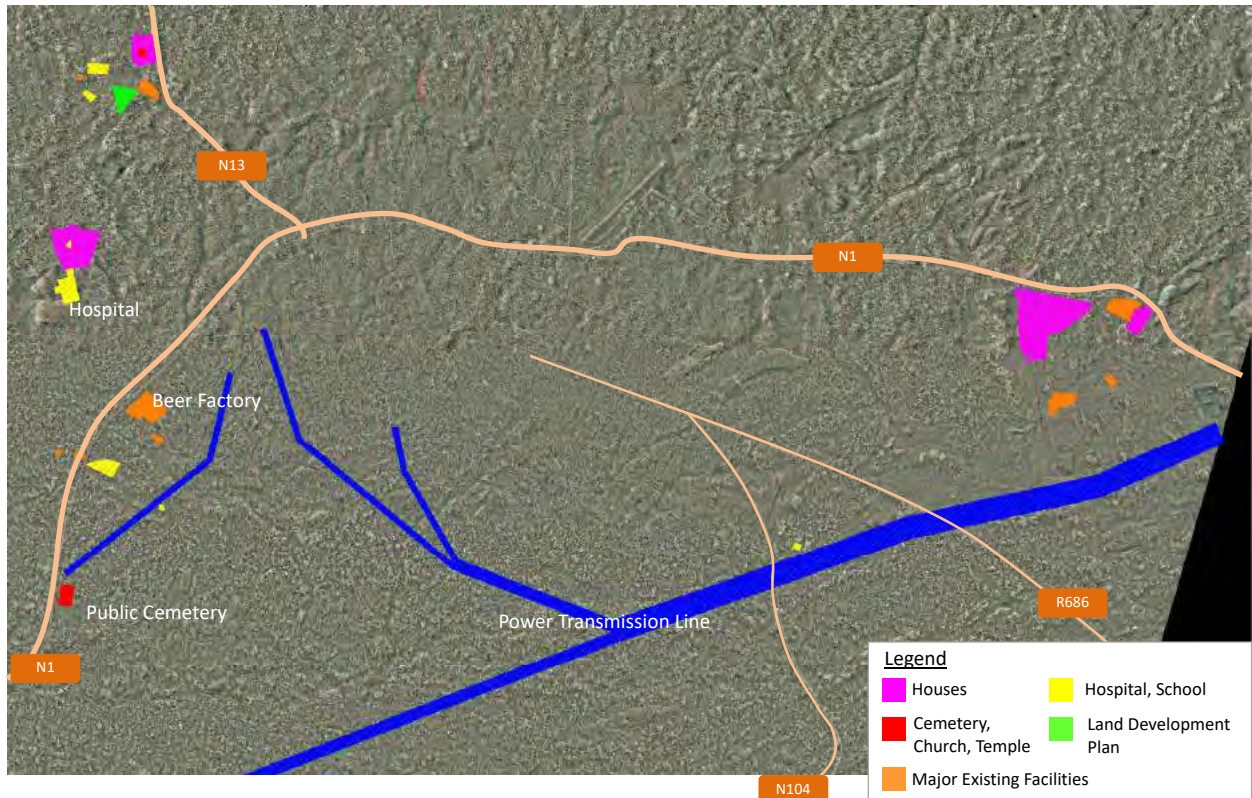 N13
N1
Hospital
Beer Factory
Public Cemetery
Power Transmission Line
R686
N1
N104
Legend
Houses
Hospital, School
Cemetery,
Church, Temple
Land Development
Plan
Major Existing Facilities